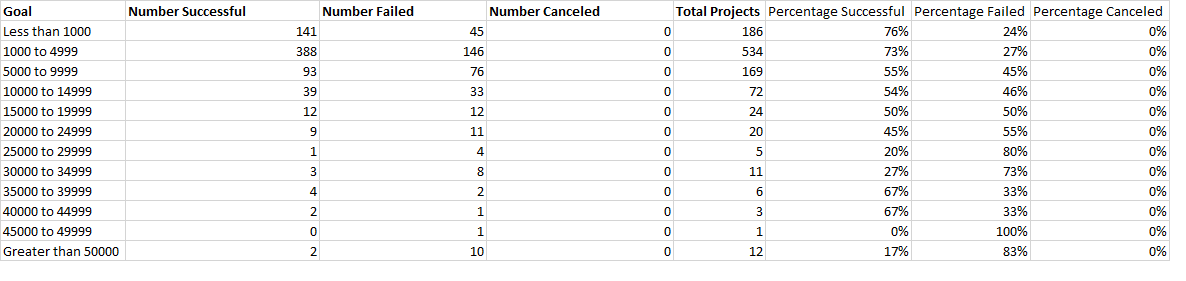 Goal Number Successful Number Failed Number Canceled Total Projects Percentage Successful Percentage Failed Percentage Canceled
Less than 1000 141 45 0 186 76% 24% 0%
1000 to 4999 388 146 0 534 73% 27% 0%
5000 to 9999 93 76 0 169 55% 45% 0%
10000 to 14999 39 33 0 72 54% 46% 0%
15000 to 19999 12 12 0 24 50% 50% 0%
20000 to 24999 9 11 0 20 45% 55% 0%
25000 to 29999 1 4 0 5 20% 80% 0%
30000 to 34999 3 8 0 11 27% 73% 0%
35000 to 39999 4 2 0 6 67% 33% 0%
40000 to 44999 2 1 0 3 67% 33% 0%
45000 to 49999 0 1 0 1 0% 100% 0%
Greater than 50000 2 10 0 12 17% 83% 0%